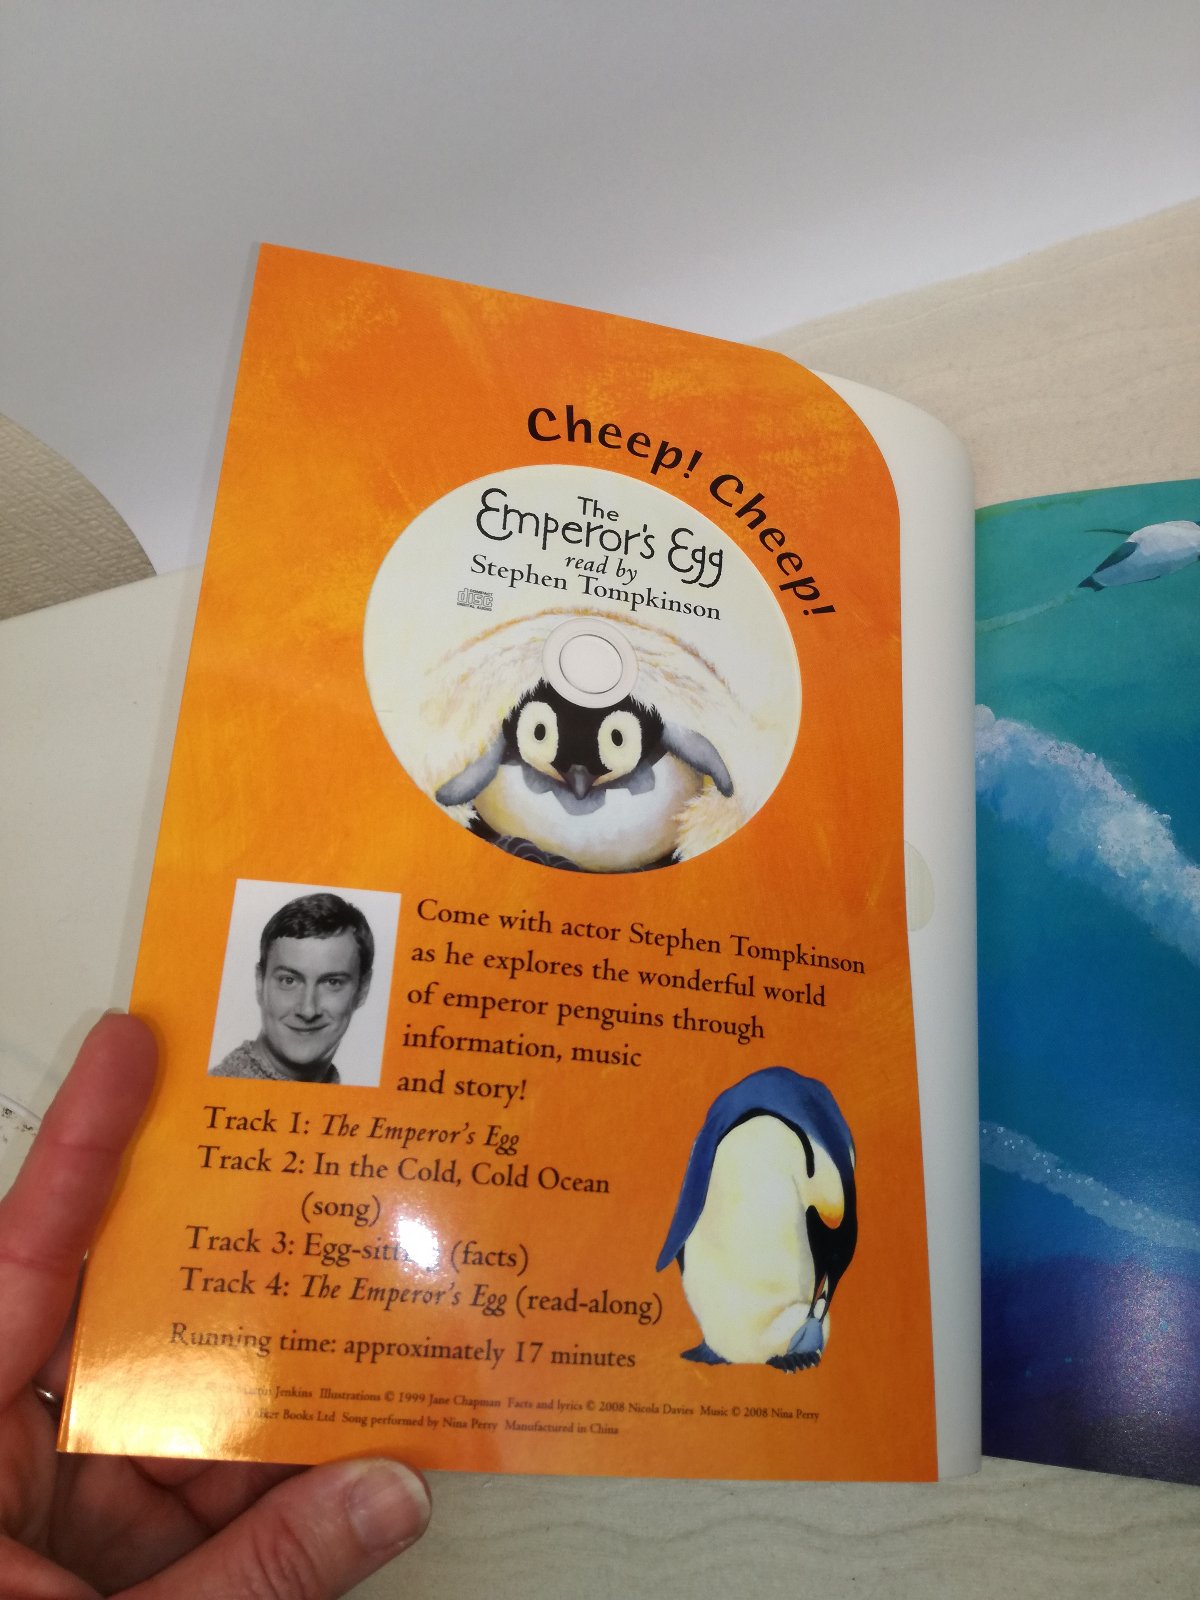 Cheep! Cheep!
The
Emperor's Egg
read by
Stephen Tompkinson
COMPACT
disc
DIGITAL AUDIO
Come with actor Stephen Tompkinson
as he explores the wonderful world
of emperor penguins through
information, music
and story!
Track 1: The Emperor's Egg
Track 2: In the Cold, Cold Ocean
(song)
Track 3: (facts)
Track 4: The Emperor's Egg (read-along)
Running time: approximately 17 minutes
Jenkins Illustrations © 1999 Jane Chapman Facts and lyrics © 2008 Nicola Davies Music © 2008 Nina Perry
Books Ltd Song performed by Nina Perry Manufactured in China